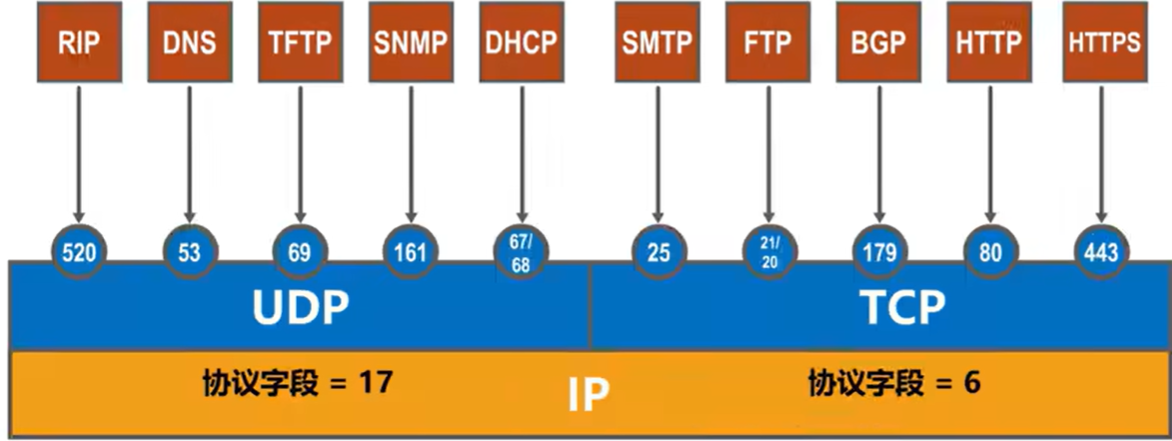 RIP DNS TFTP SNMP DHCP SMTP FTP BGP HTTP HTTPS
520 53 69 161 67/ 68 25 21/ 20 179 80 443
UDP TCP
协议字段 = 17 IP 协议字段 = 6